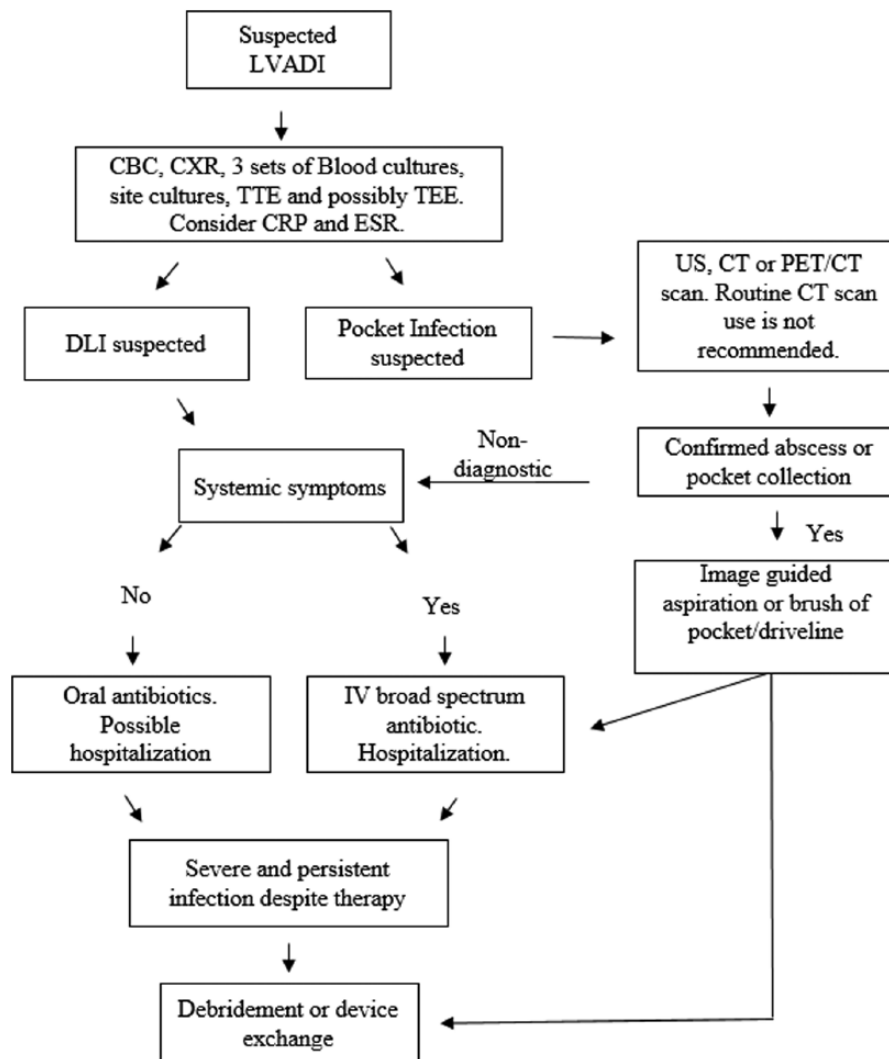 Suspected
LVADI
CBC, CXR, 3 sets of Blood cultures,
site cultures, TTE and possibly TEE.
Consider CRP and ESR.
US, CT or PET/CT
scan. Routine CT scan
use is not
recommended.
DLI suspected
Pocket Infection
suspected
Non-
diagnostic
Confirmed abscess or
pocket collection
Systemic symptoms
Yes
Image guided
aspiration or brush of
pocket/driveline
No
Yes
Oral antibiotics.
Possible
hospitalization
IV broad spectrum
antibiotic.
Hospitalization.
Severe and persistent
infection despite therapy
Debridement or device
exchange